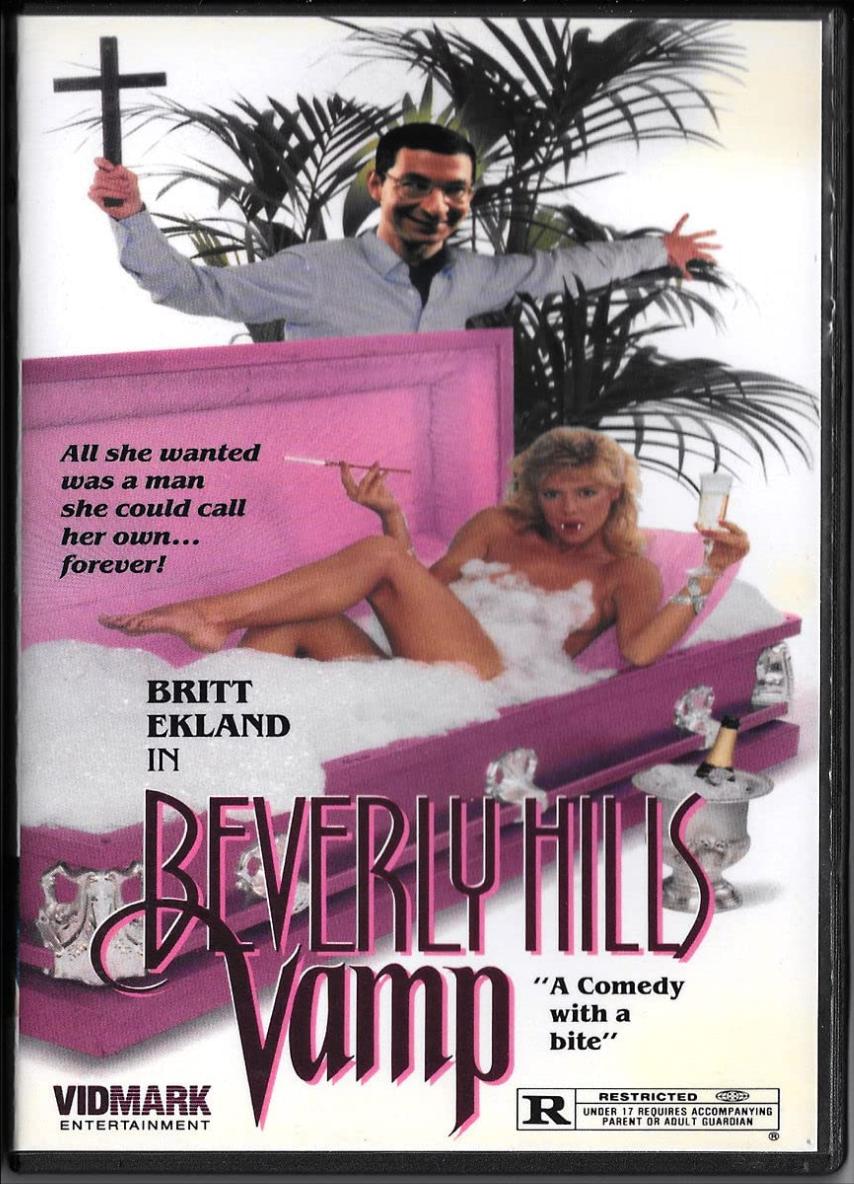 All she wanted
was a man
she could call
her own...
forever!
BRITT
EKLAND
IN
BEVERLY HILLS
Vamp
"A Comedy
with a
bite"
VIDMARK
ENTERTAINMENT
R
RESTRICTED
UNDER 17 REQUIRES ACCOMPANYING
PARENT OR ADULT GUARDIAN
®